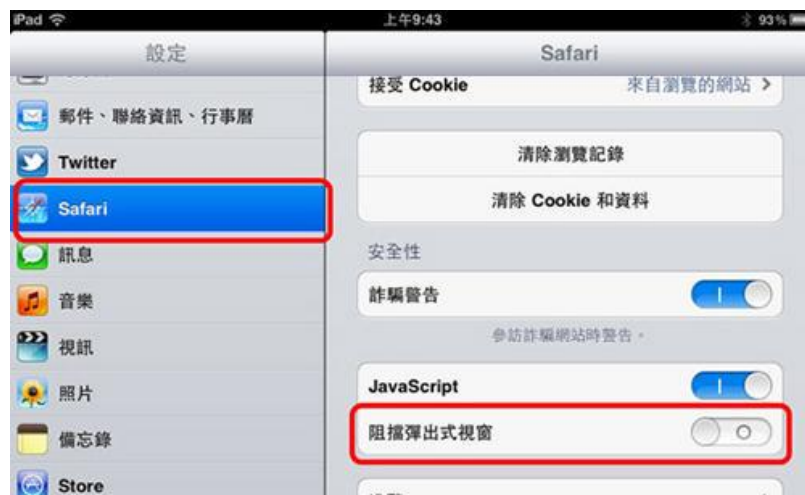 iPad 上午9:43 93%
設定
郵件、聯絡資訊、行事曆
Twitter
Safari
訊息
音樂
視訊
照片
備忘錄
Store
Safari
接受 Cookie 來自瀏覽的網站 >
清除瀏覽記錄
清除 Cookie 和資料
安全性
詐騙警告
參訪詐騙網站時警告。
JavaScript
阻擋彈出式視窗